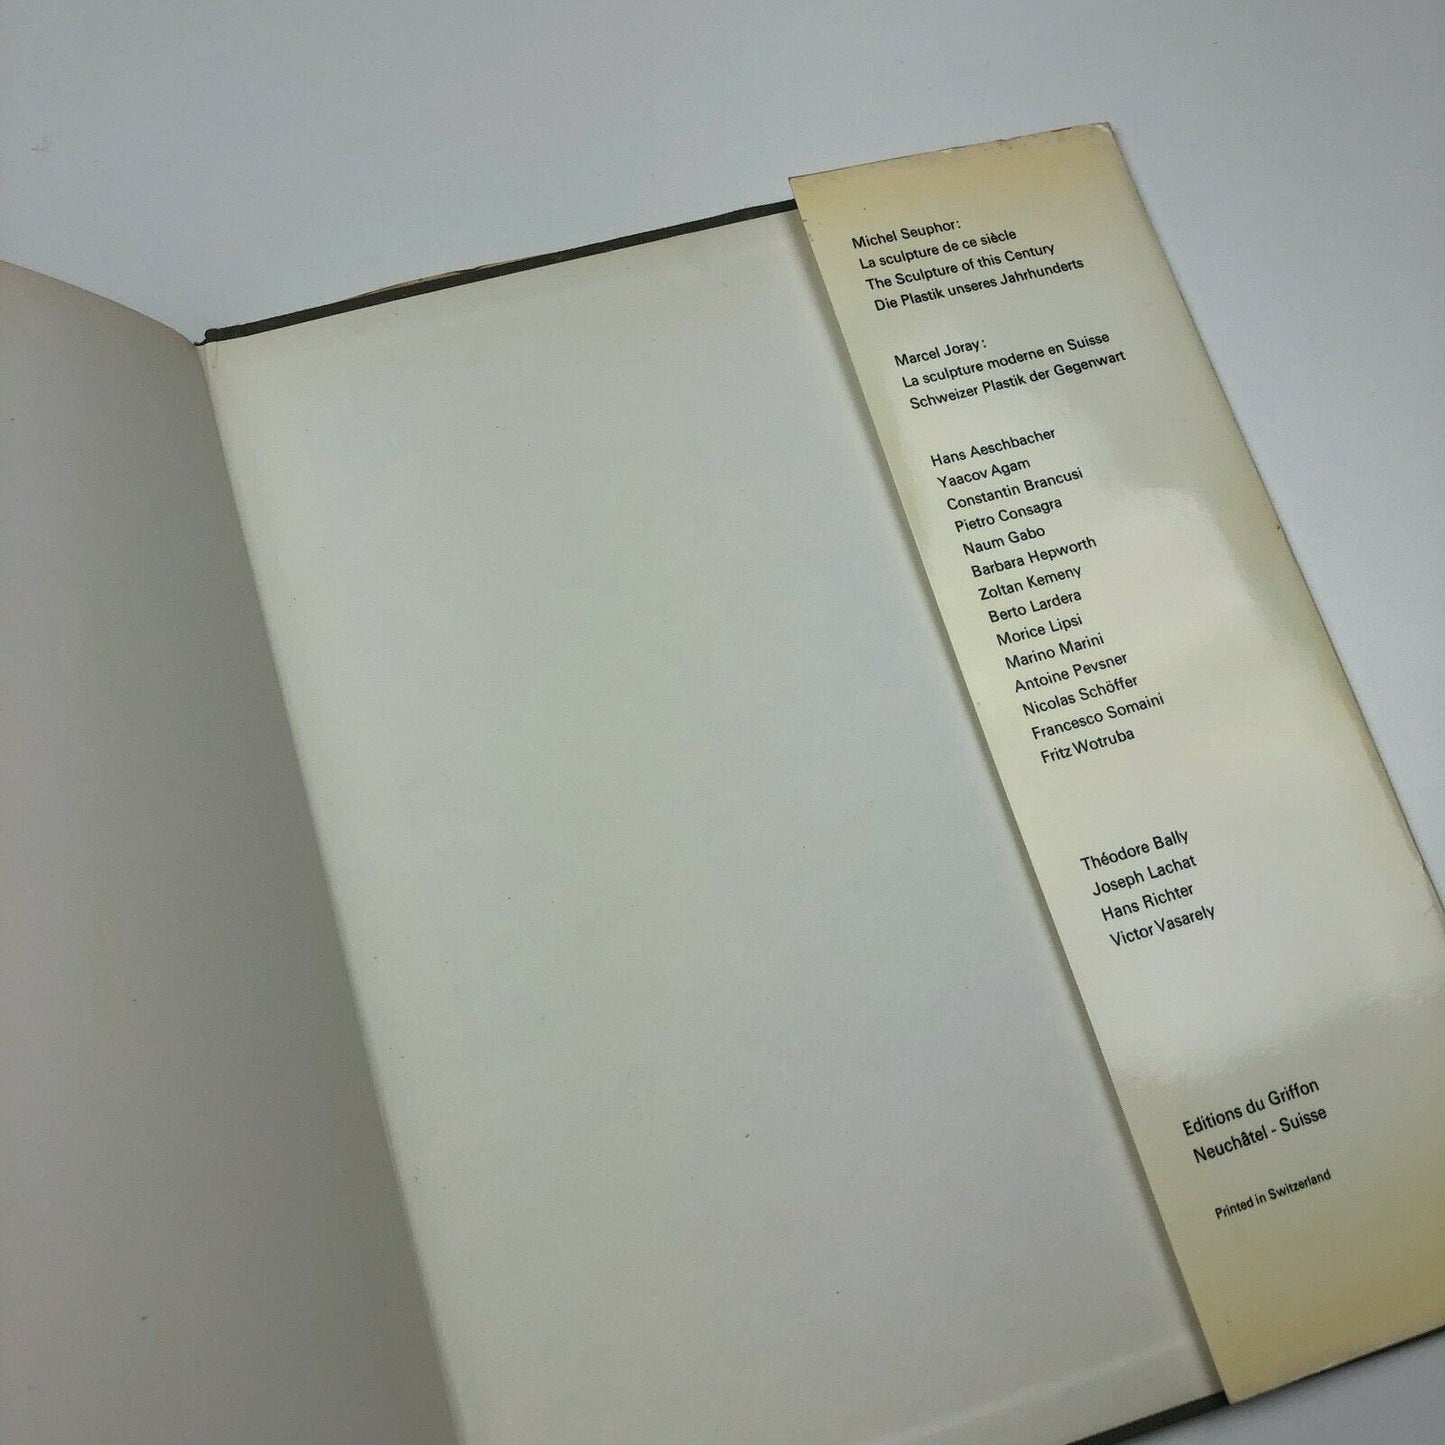 Michel Seuphor:
La sculpture de ce siècle
The Sculpture of this Century
Die Plastik unseres Jahrhunderts
Marcel Joray:
La sculpture moderne en Suisse
Schweizer Plastik der Gegenwart
Hans Aeschbacher
Yaacov Agam
Constantin Brancusi
Pietro Consagra
Naum Gabo
Barbara Hepworth
Zoltan Kemeny
Berto Lardera
Morice Lipsi
Marino Marini
Antoine Pevsner
Nicolas Schöffer
Francesco Somaini
Fritz Wotruba
Théodore Bally
Joseph Lachat
Hans Richter
Victor Vasarely
Editions du Griffon
Neuchâtel - Suisse
Printed in Switzerland